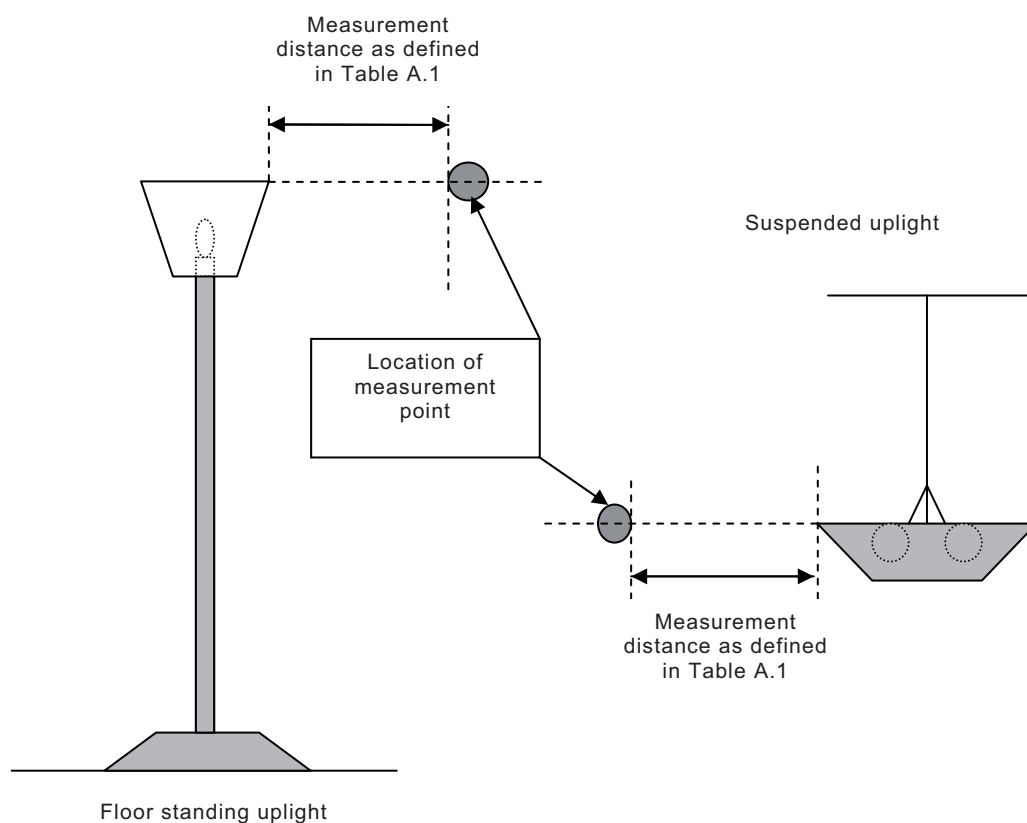 Measurement
distance as defined
in Table A.1
Suspended uplight
Location of
measurement
point
Measurement
distance as defined
in Table A.1
Floor standing uplight